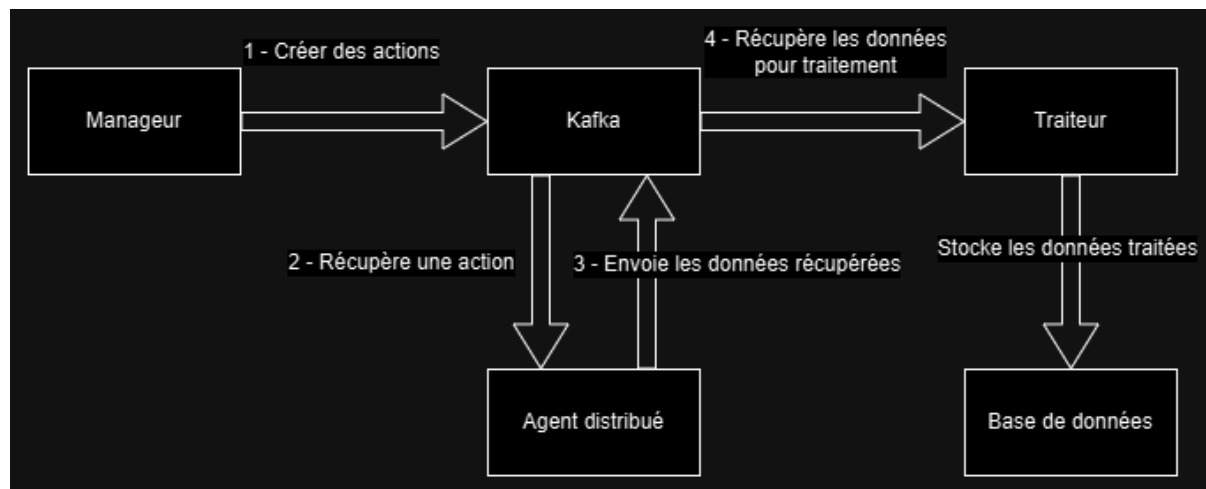 1 - Créer des actions
4 - Récupère les données
pour traitement
Manageur
Kafka
Traiteur
2 - Récupère une action
3 - Envoie les données récupérées
Stocke les données traitées
Agent distribué
Base de données